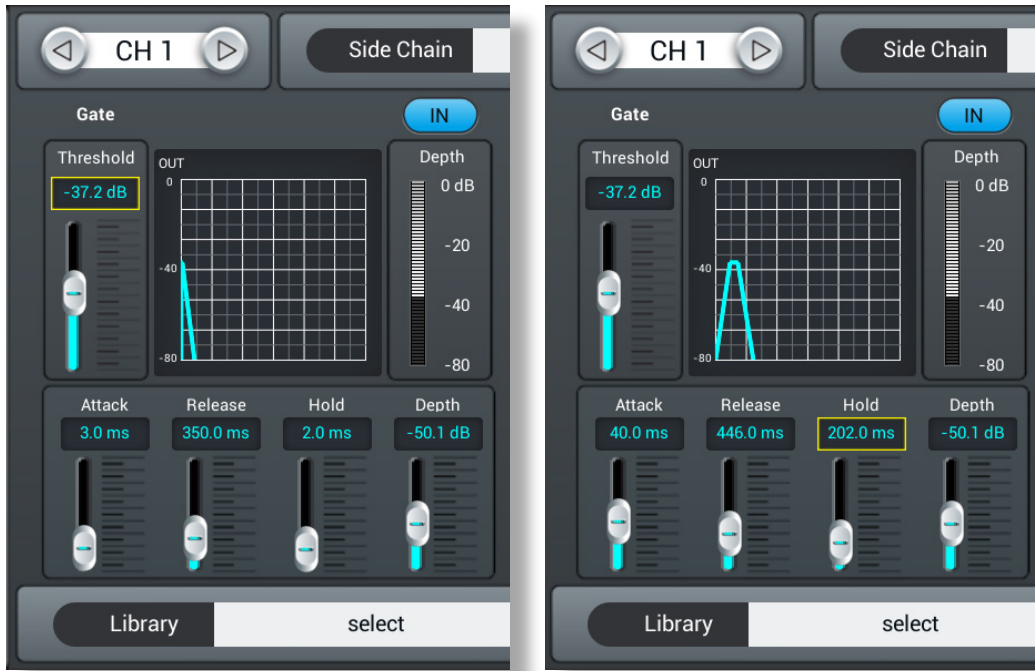 CH 1
Side Chain
Gate
IN
Threshold
-37.2 dB
OUT
0
-40
-80
Depth
0 dB
-20
-40
-80
Attack Release Hold Depth
3.0 ms 350.0 ms 2.0 ms -50.1 dB
Library select
CH 1
Side Chain
Gate
IN
Threshold
-37.2 dB
OUT
0
-40
-80
Depth
0 dB
-20
-40
-80
Attack Release Hold Depth
40.0 ms 446.0 ms 202.0 ms -50.1 dB
Library select